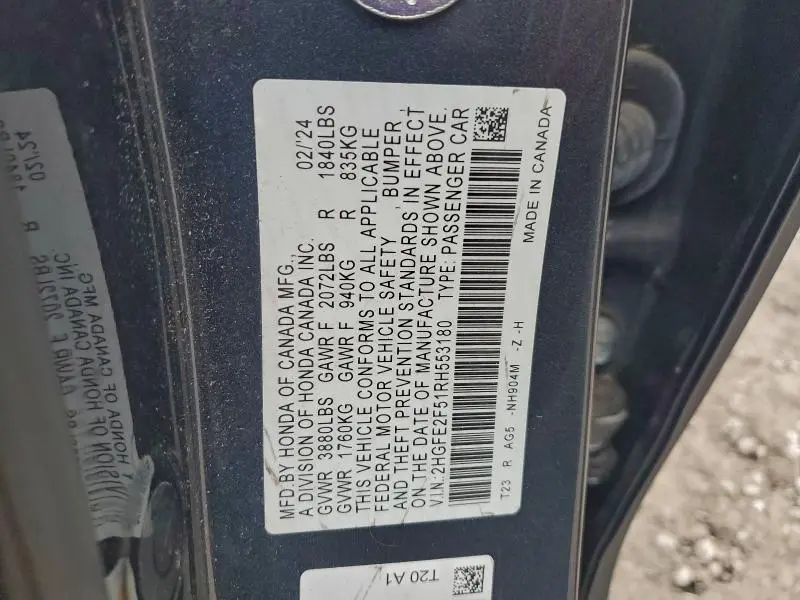 MFD.BY HONDA OF CANADA MFG., 02/'24
A DIVISION OF HONDA CANADA INC.
GVWR 3880LBS GAWR F 2072LBS R 1840LBS
GVWR 1760KG GAWR F 940KG R 835KG
THIS VEHICLE CONFORMS TO ALL APPLICABLE
FEDERAL MOTOR VEHICLE SAFETY ,BUMPER,
AND THEFT PREVENTION STANDARDS IN EFFECT
ON THE DATE OF MANUFACTURE SHOWN ABOVE.
V.I.N.:2HGFE2F51RH553180 TYPE: PASSENGER CAR
T23 R AG5 -NH904M -Z -H
MADE IN CANADA
T20 A1